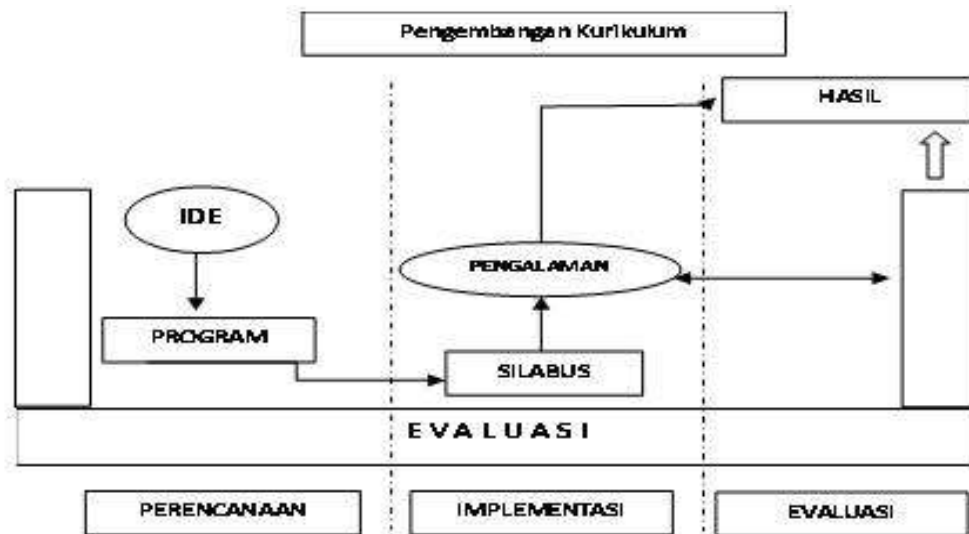 Pengembangan Kurikulum
HASIL
IDE
PENGALAMAN
PROGRAM
SILABUS
EVALUASI
PERENCANAAN
IMPLEMENTASI
EVALUASI